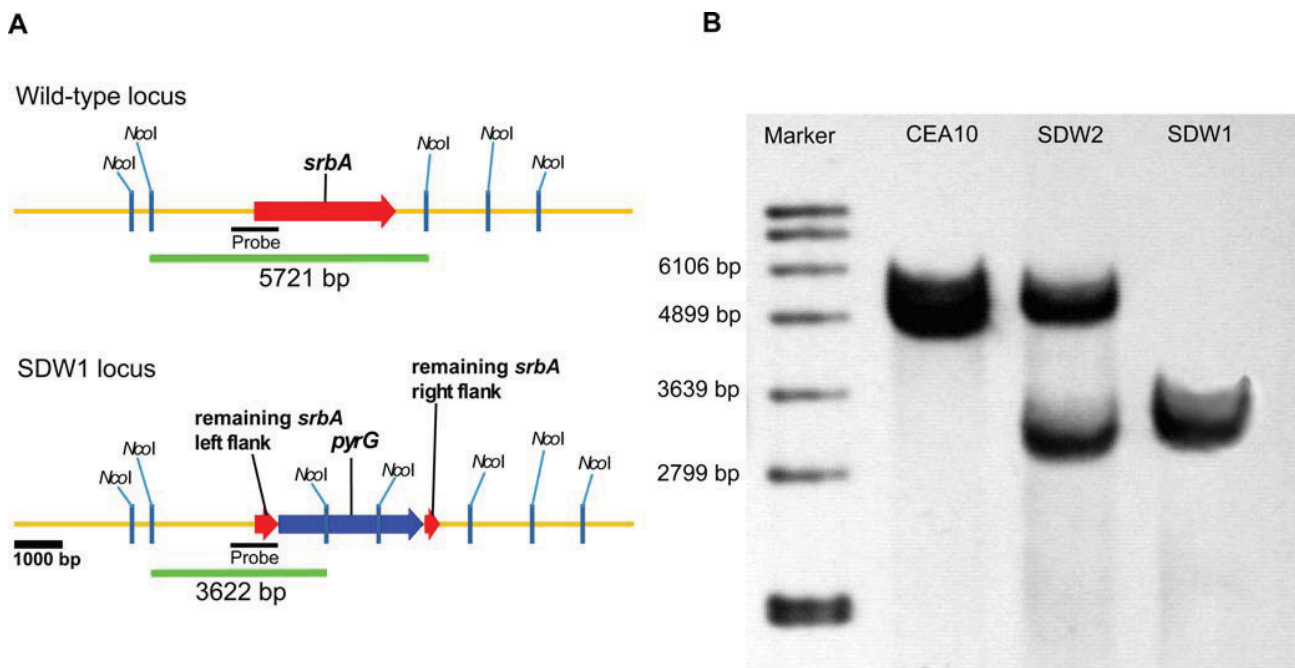 A
Wild-type locus
NcoI
NcoI
srbA
NcoI
NcoI
NcoI
Probe
5721 bp
SDW1 locus
remaining srbA
left flank
pyrG
remaining srbA
right flank
NcoI
NcoI
NcoI
NcoI
NcoI
NcoI
NcoI
1000 bp
Probe
3622 bp
B
Marker
CEA10
SDW2
SDW1
6106 bp
4899 bp
3639 bp
2799 bp